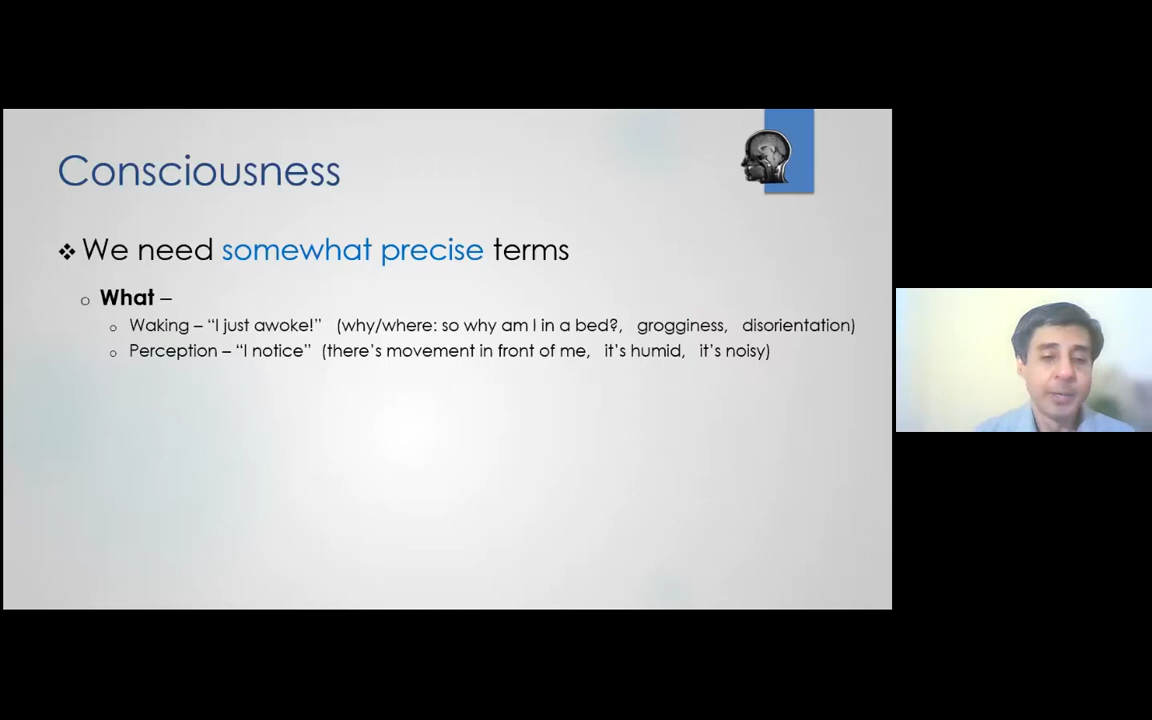 Consciousness
❖ We need somewhat precise terms
o What –
o Waking – “I just awoke!” (why/where: so why am I in a bed?, grogginess, disorientation)
o Perception – “I notice” (there’s movement in front of me, it’s humid, it’s noisy)